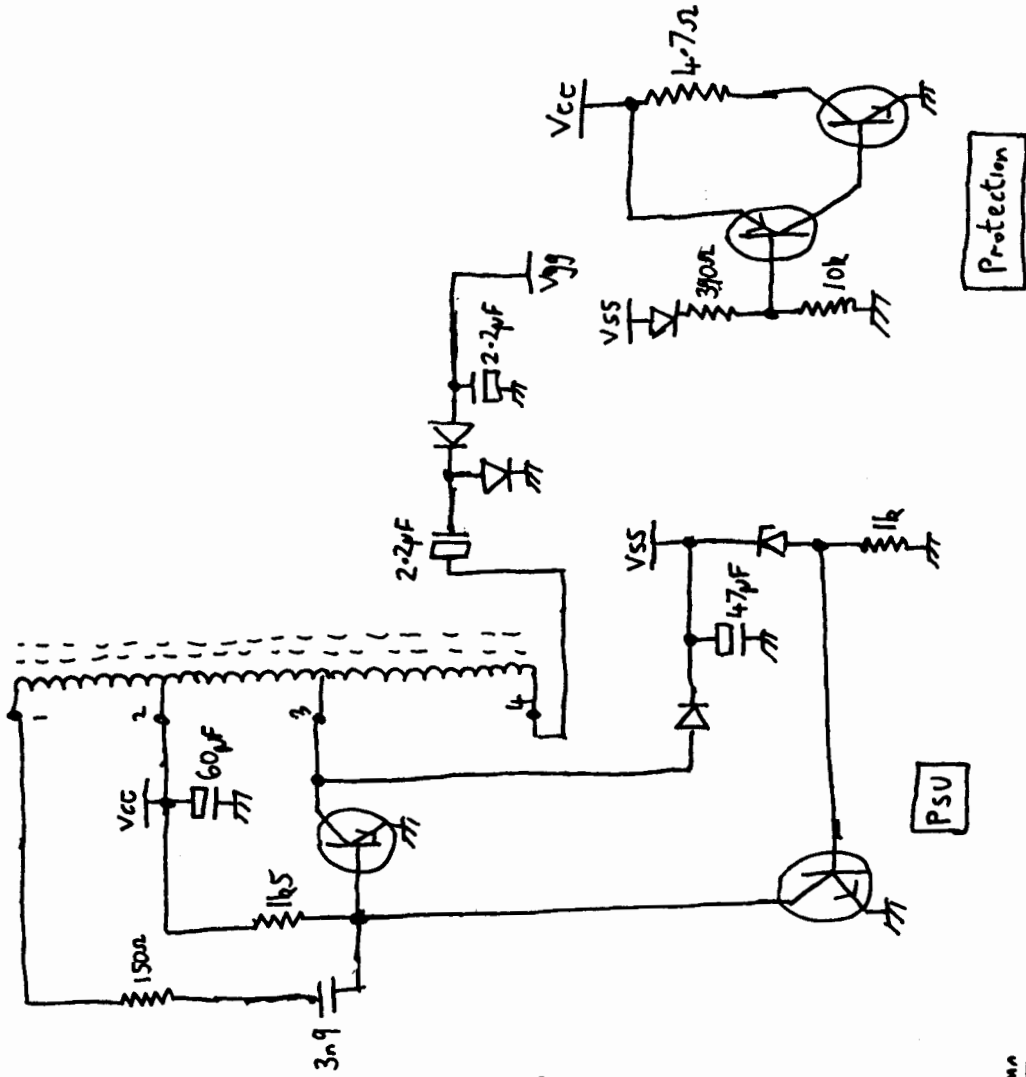 4.7Ω
Vcc
390Ω
10k
Vss
Protection
Vgg
2.2µF
2.2µF
1
2
3
4
Vcc
60µF
1k5
150Ω
3n9
Vss
47µF
1k
PSU